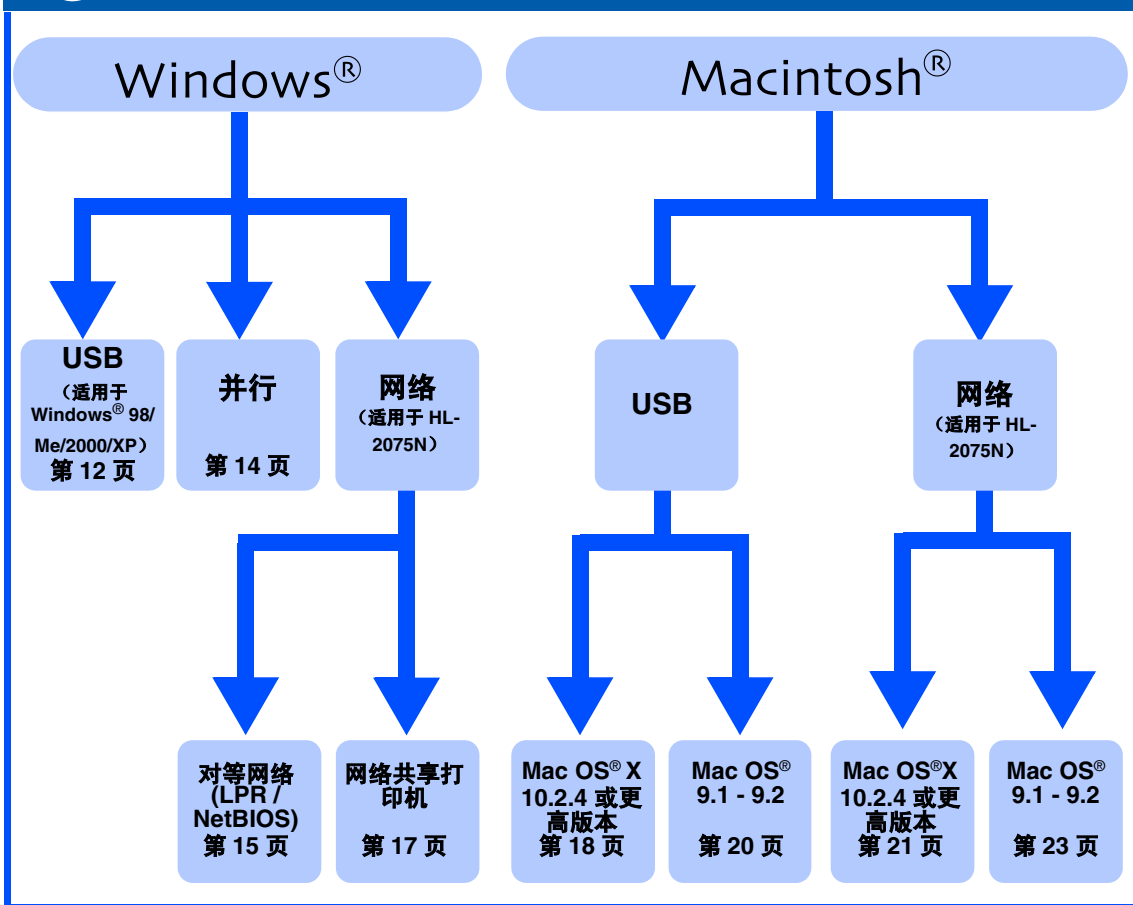 Windows®
Macintosh®
USB
（适用于
Windows® 98/
Me/2000/XP）
第 12 页
并行
第 14 页
网络
（适用于 HL-
2075N）
USB
网络
（适用于 HL-
2075N）
对等网络
(LPR /
NetBIOS)
第 15 页
网络共享打
印机
第 17 页
Mac OS® X
10.2.4 或更
高版本
第 18 页
Mac OS®
9.1 - 9.2
第 20 页
Mac OS®X
10.2.4 或更
高版本
第 21 页
Mac OS®
9.1 - 9.2
第 23 页